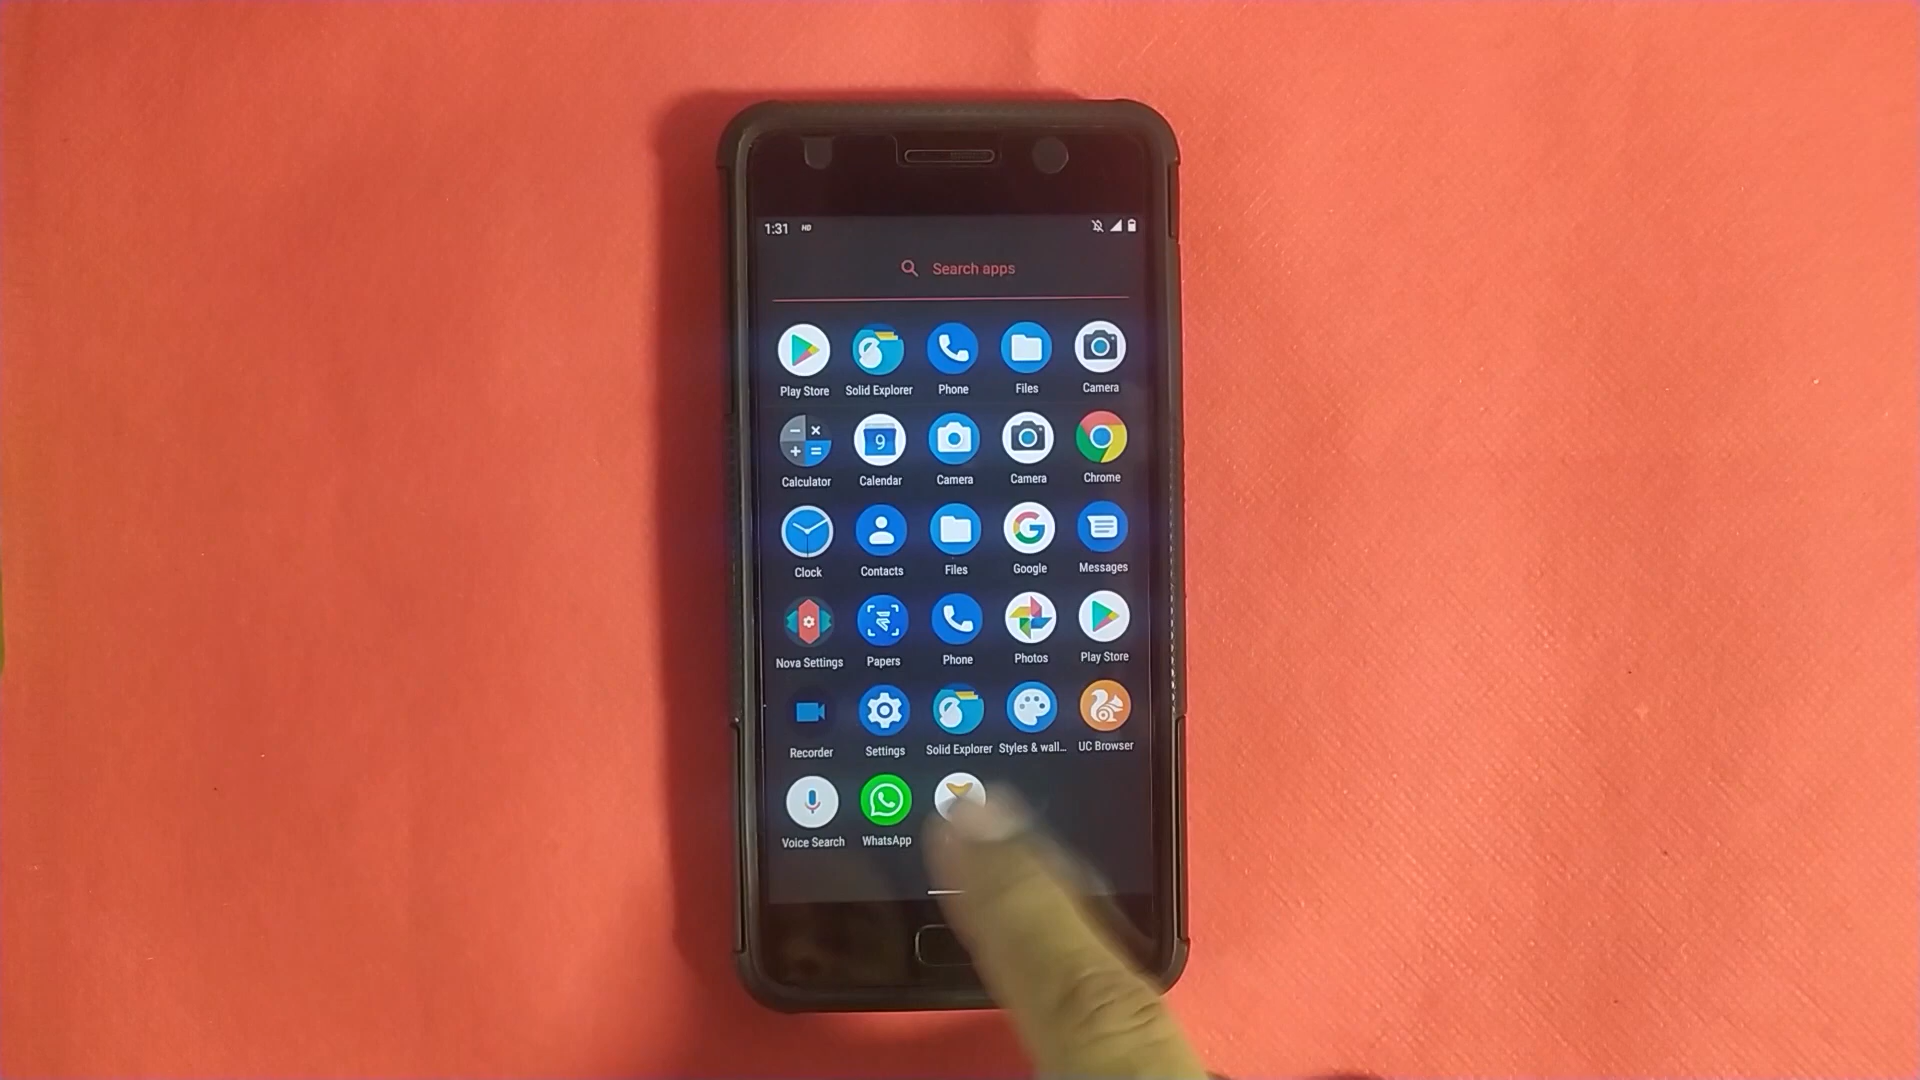 1:31 HD
Search apps
Play Store Solid Explorer Phone Files Camera
9
Calculator Calendar Camera Camera Chrome
Clock Contacts Files Google Messages
Nova Settings Papers Phone Photos Play Store
Recorder Settings Solid Explorer Styles & wall... UC Browser
Voice Search WhatsApp